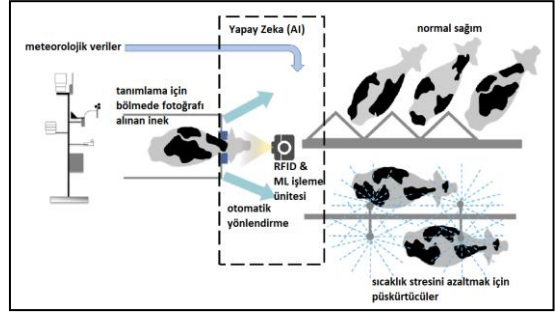 Yapay Zeka (AI)
normal sağım
meteorolojik veriler
tanımlama için
bölmede fotoğrafı
alınan inek
RFID &
ML işleme
ünitesi
otomatik
yönlendirme
sıcaklık stresini azaltmak için
püskürtücüler